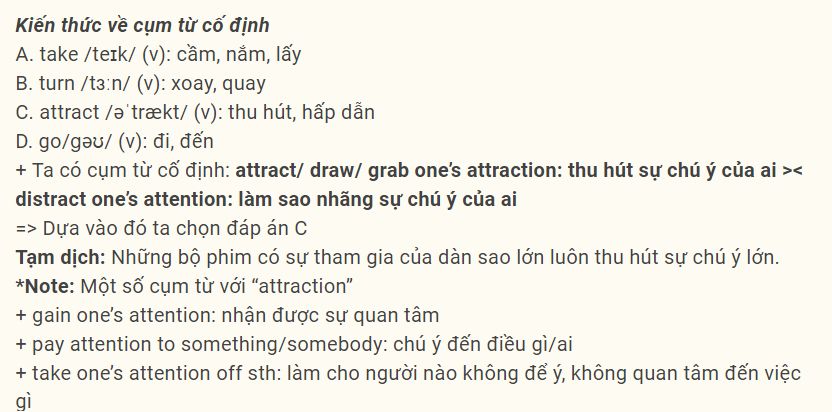 Kiến thức về cụm từ cố định
A. take /teɪk/ (v): cầm, nắm, lấy
B. turn /tɜːn/ (v): xoay, quay
C. attract /əˈtrækt/ (v): thu hút, hấp dẫn
D. go/gəʊ/ (v): đi, đến
+ Ta có cụm từ cố định: attract/ draw/ grab one’s attraction: thu hút sự chú ý của ai ><
distract one’s attention: làm sao nhãng sự chú ý của ai
=> Dựa vào đó ta chọn đáp án C
Tạm dịch: Những bộ phim có sự tham gia của dàn sao lớn luôn thu hút sự chú ý lớn.
*Note: Một số cụm từ với “attraction”
+ gain one’s attention: nhận được sự quan tâm
+ pay attention to something/somebody: chú ý đến điều gì/ai
+ take one’s attention off sth: làm cho người nào không để ý, không quan tâm đến việc
gì